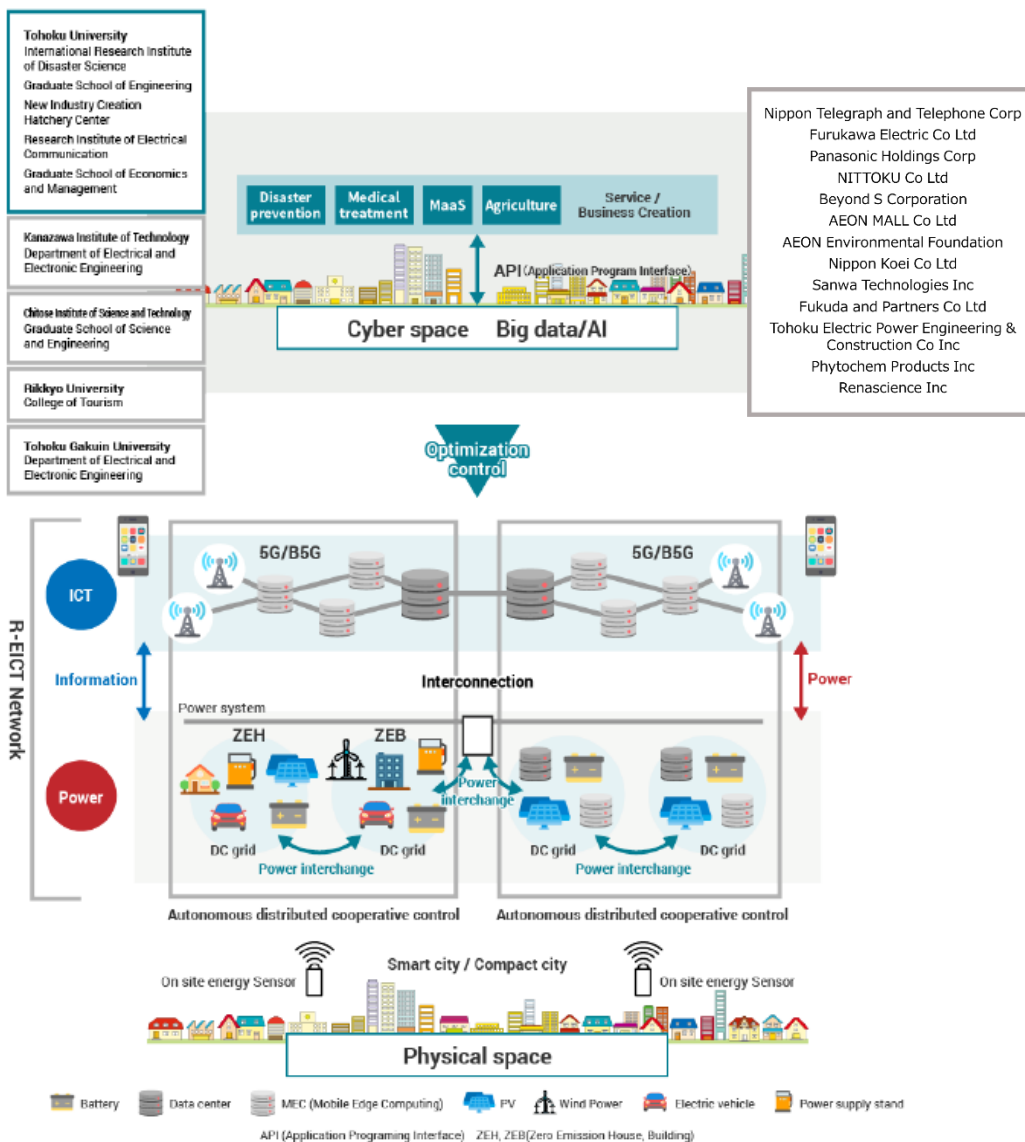 Tohoku University
International Research Institute
of Disaster Science
Graduate School of Engineering
New Industry Creation
Hatchery Center
Research Institute of Electrical
Communication
Graduate School of Economics
and Management
Kanazawa Institute of Technology
Department of Electrical and
Electronic Engineering
Chitose Institute of Science and Technology
Graduate School of Science
and Engineering
Rikkyo University
College of Tourism
Tohoku Gakuin University
Department of Electrical and
Electronic Engineering
Nippon Telegraph and Telephone Corp
Furukawa Electric Co Ltd
Panasonic Holdings Corp
NITTOKU Co Ltd
Beyond S Corporation
AEON MALL Co Ltd
AEON Environmental Foundation
Nippon Koei Co Ltd
Sanwa Technologies Inc
Fukuda and Partners Co Ltd
Tohoku Electric Power Engineering &
Construction Co Inc
Phytochem Products Inc
Renascience Inc
Disaster
prevention
Medical
treatment
MaaS
Agriculture
Service /
Business Creation
API (Application Program Interface)
Cyber space Big data/AI
Optimization
control
R-EICT Network
ICT
5G/B5G
5G/B5G
Information
Interconnection
Power
Power system
ZEH
ZEB
Power
Power
interchange
DC grid
DC grid
DC grid
DC grid
Power interchange
Power interchange
Autonomous distributed cooperative control
Autonomous distributed cooperative control
Smart city / Compact city
On site energy Sensor
On site energy Sensor
Physical space
Battery
Data center
MEC (Mobile Edge Computing)
PV
Wind Power
Electric vehicle
Power supply stand
API (Application Programing Interface) ZEH, ZEB(Zero Emission House, Building)